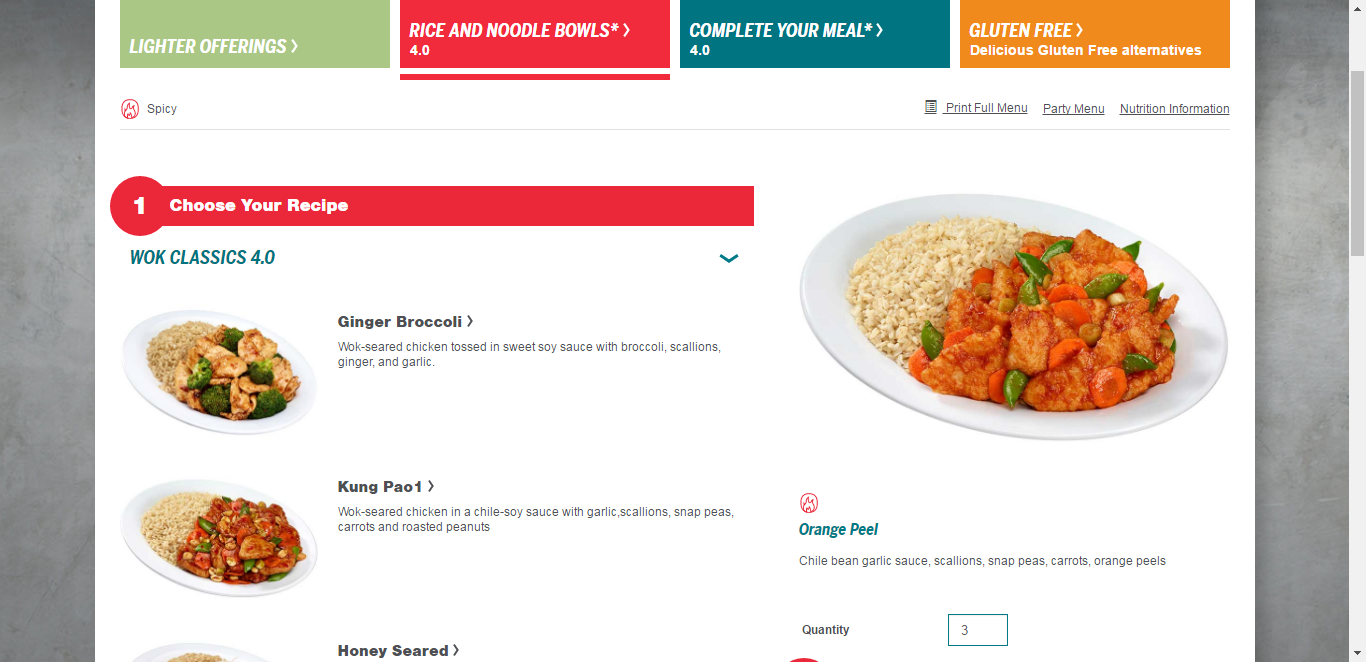 LIGHTER OFFERINGS >
RICE AND NOODLE BOWLS* >
4.0
COMPLETE YOUR MEAL* >
4.0
GLUTEN FREE >
Delicious Gluten Free alternatives
Spicy
Print Full Menu
Party Menu
Nutrition Information
1 Choose Your Recipe
WOK CLASSICS 4.0
Ginger Broccoli >
Wok-seared chicken tossed in sweet soy sauce with broccoli, scallions,
ginger, and garlic.
Kung Pao1 >
Wok-seared chicken in a chile-soy sauce with garlic,scallions, snap peas,
carrots and roasted peanuts
Honey Seared >
Orange Peel
Chile bean garlic sauce, scallions, snap peas, carrots, orange peels
Quantity 3